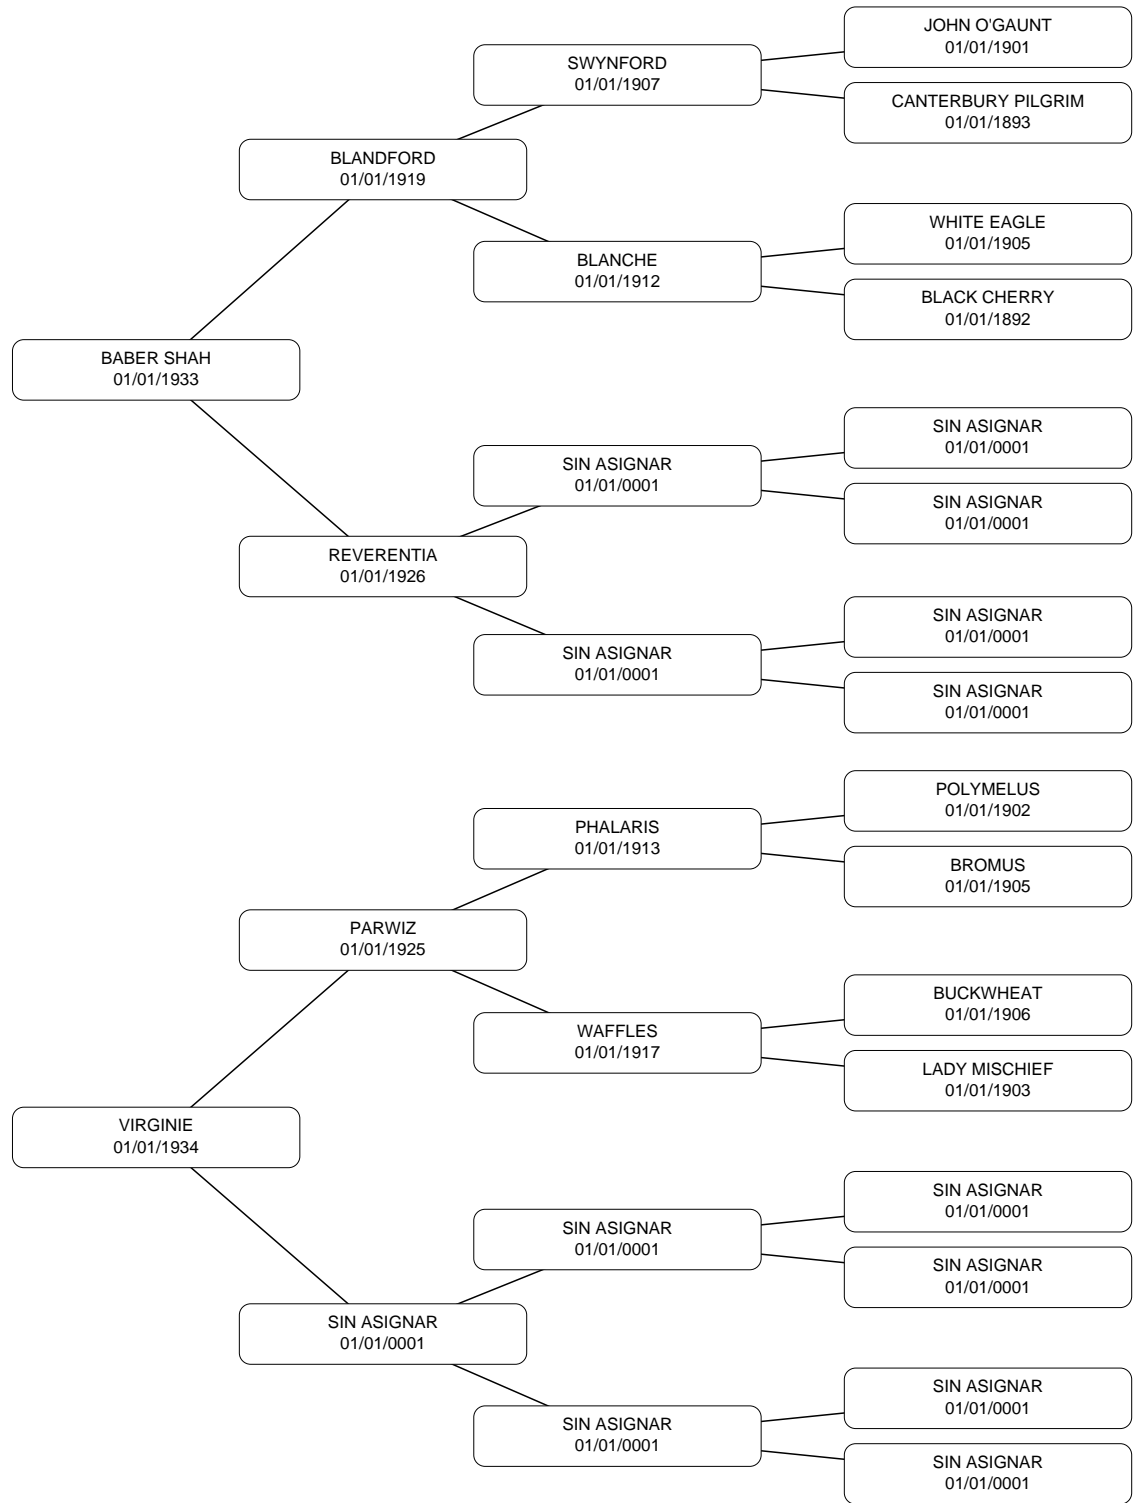 JOHN O'GAUNT
01/01/1901
SWYNFORD
01/01/1907
CANTERBURY PILGRIM
01/01/1893
BLANDFORD
01/01/1919
WHITE EAGLE
01/01/1905
BLANCHE
01/01/1912
BLACK CHERRY
01/01/1892
BABER SHAH
01/01/1933
SIN ASIGNAR
01/01/0001
SIN ASIGNAR
01/01/0001
SIN ASIGNAR
01/01/0001
REVERENTIA
01/01/1926
SIN ASIGNAR
01/01/0001
SIN ASIGNAR
01/01/0001
SIN ASIGNAR
01/01/0001
POLYMELUS
01/01/1902
PHALARIS
01/01/1913
BROMUS
01/01/1905
PARWIZ
01/01/1925
BUCKWHEAT
01/01/1906
WAFFLES
01/01/1917
LADY MISCHIEF
01/01/1903
VIRGINIE
01/01/1934
SIN ASIGNAR
01/01/0001
SIN ASIGNAR
01/01/0001
SIN ASIGNAR
01/01/0001
SIN ASIGNAR
01/01/0001
SIN ASIGNAR
01/01/0001
SIN ASIGNAR
01/01/0001
SIN ASIGNAR
01/01/0001